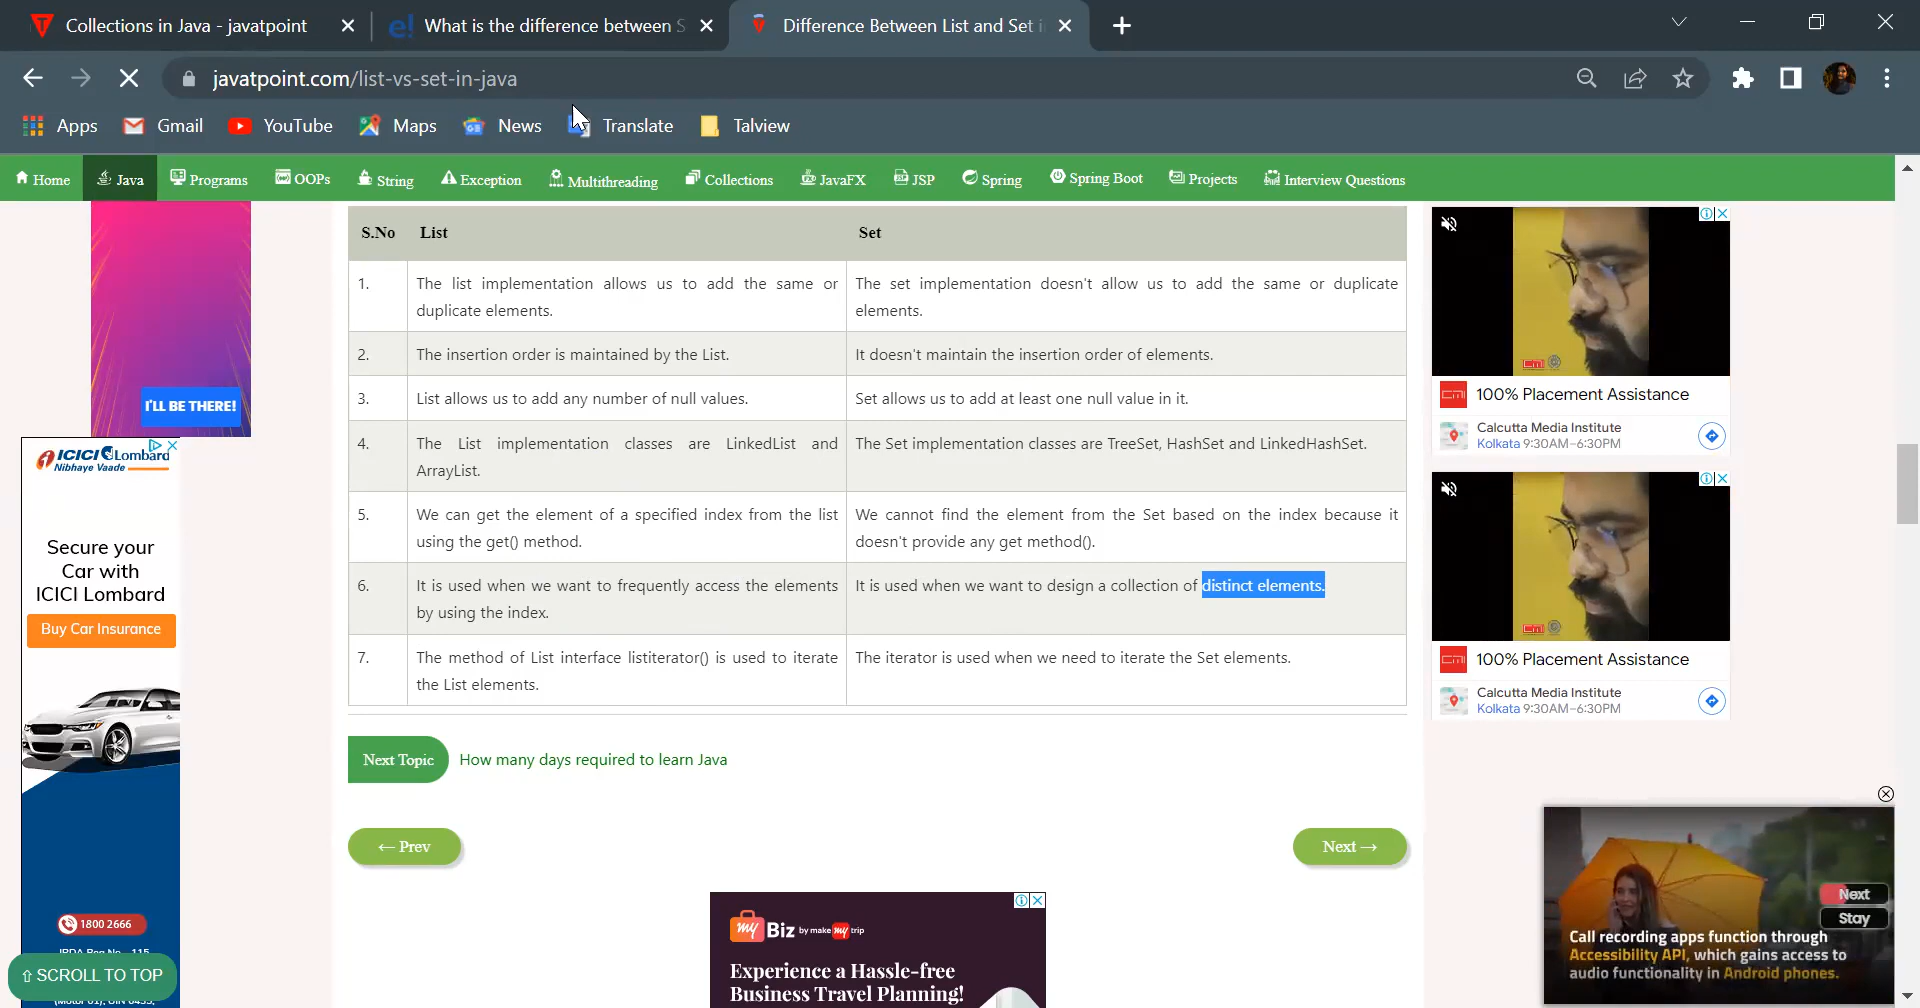 Collections in Java - javatpoint
What is the difference between S
Difference Between List and Set i
javatpoint.com/list-vs-set-in-java
Apps
Gmail
YouTube
Maps
News
Translate
Talview
Home
Java
Programs
OOPs
String
Exception
Multithreading
Collections
JavaFX
JSP
Spring
Spring Boot
Projects
Interview Questions
I'LL BE THERE!
S.No List Set
1. The list implementation allows us to add the same or
duplicate elements.
The set implementation doesn't allow us to add the same or duplicate
elements.
2. The insertion order is maintained by the List.
It doesn't maintain the insertion order of elements.
3. List allows us to add any number of null values.
Set allows us to add at least one null value in it.
4. The List implementation classes are LinkedList and
ArrayList.
The Set implementation classes are TreeSet, HashSet and LinkedHashSet.
5. We can get the element of a specified index from the list
using the get() method.
We cannot find the element from the Set based on the index because it
doesn't provide any get method().
6. It is used when we want to frequently access the elements
by using the index.
It is used when we want to design a collection of distinct elements.
7. The method of List interface listiterator() is used to iterate
the List elements.
The iterator is used when we need to iterate the Set elements.
Next Topic How many days required to learn Java
← Prev
Next →
ICICI Lombard
Nibhaye Vaade
Secure your
Car with
ICICI Lombard
Buy Car Insurance
1800 2666
IRDA Reg No. 115
⇧ SCROLL TO TOP
my Biz by make my trip
Experience a Hassle-free
Business Travel Planning!
cmi
cmi 100% Placement Assistance
Calcutta Media Institute
Kolkata 9:30AM–6:30PM
cmi
cmi 100% Placement Assistance
Calcutta Media Institute
Kolkata 9:30AM–6:30PM
Next
Stay
Call recording apps function through
Accessibility API, which gains access to
audio functionality in Android phones.